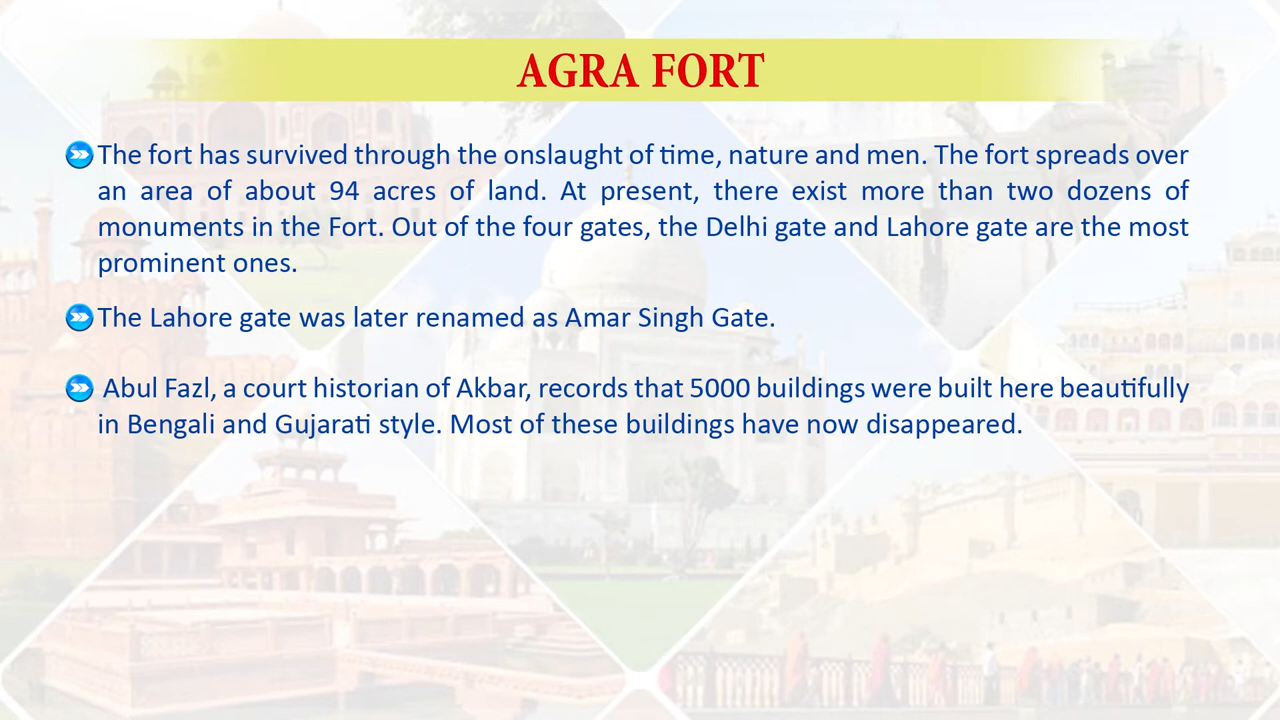 AGRA FORT
The fort has survived through the onslaught of time, nature and men. The fort spreads over
an area of about 94 acres of land. At present, there exist more than two dozens of
monuments in the Fort. Out of the four gates, the Delhi gate and Lahore gate are the most
prominent ones.
The Lahore gate was later renamed as Amar Singh Gate.
Abul Fazl, a court historian of Akbar, records that 5000 buildings were built here beautifully
in Bengali and Gujarati style. Most of these buildings have now disappeared.